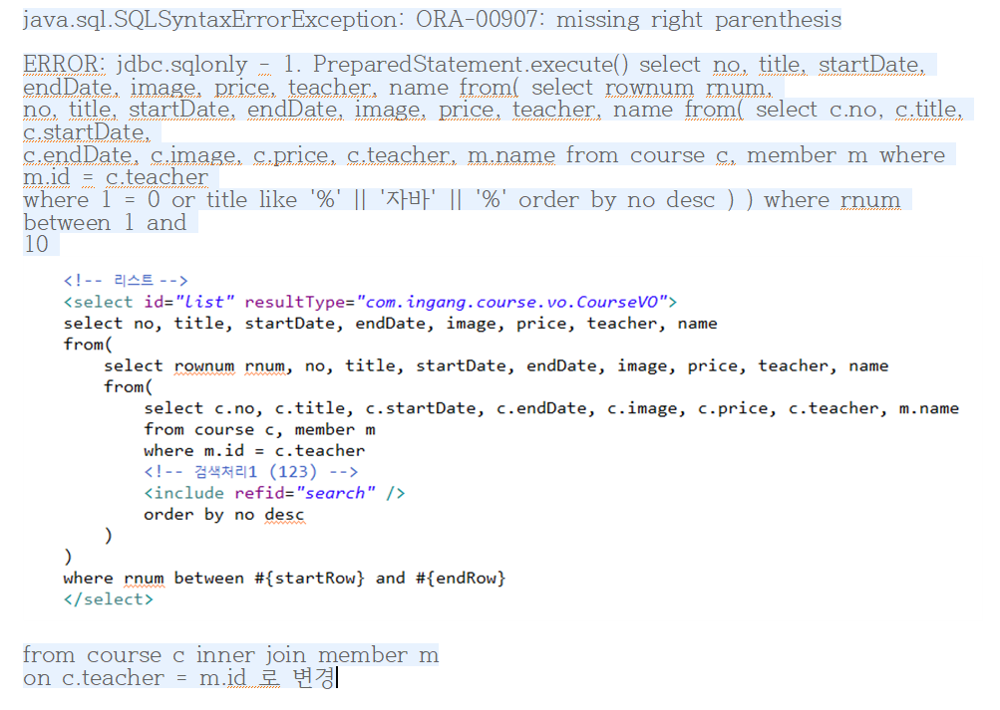 java.sql.SQLSyntaxErrorException: ORA-00907: missing right parenthesis
ERROR: jdbc.sqlonly - 1. PreparedStatement.execute() select no, title, startDate,
endDate, image, price, teacher, name from( select rownum rnum,
no, title, startDate, endDate, image, price, teacher, name from( select c.no, c.title,
c.startDate,
c.endDate, c.image, c.price, c.teacher, m.name from course c, member m where
m.id = c.teacher
where 1 = 0 or title like '%' || '자바' || '%' order by no desc ) ) where rnum
between 1 and
10
<!-- 리스트 -->
<select id="list" resultType="com.ingang.course.vo.CourseVO">
select no, title, startDate, endDate, image, price, teacher, name
from(
select rownum rnum, no, title, startDate, endDate, image, price, teacher, name
from(
select c.no, c.title, c.startDate, c.endDate, c.image, c.price, c.teacher, m.name
from course c, member m
where m.id = c.teacher
<!-- 검색처리1 (123) -->
<include refid="search" />
order by no desc
)
)
where rnum between #{startRow} and #{endRow}
</select>
from course c inner join member m
on c.teacher = m.id 로 변경